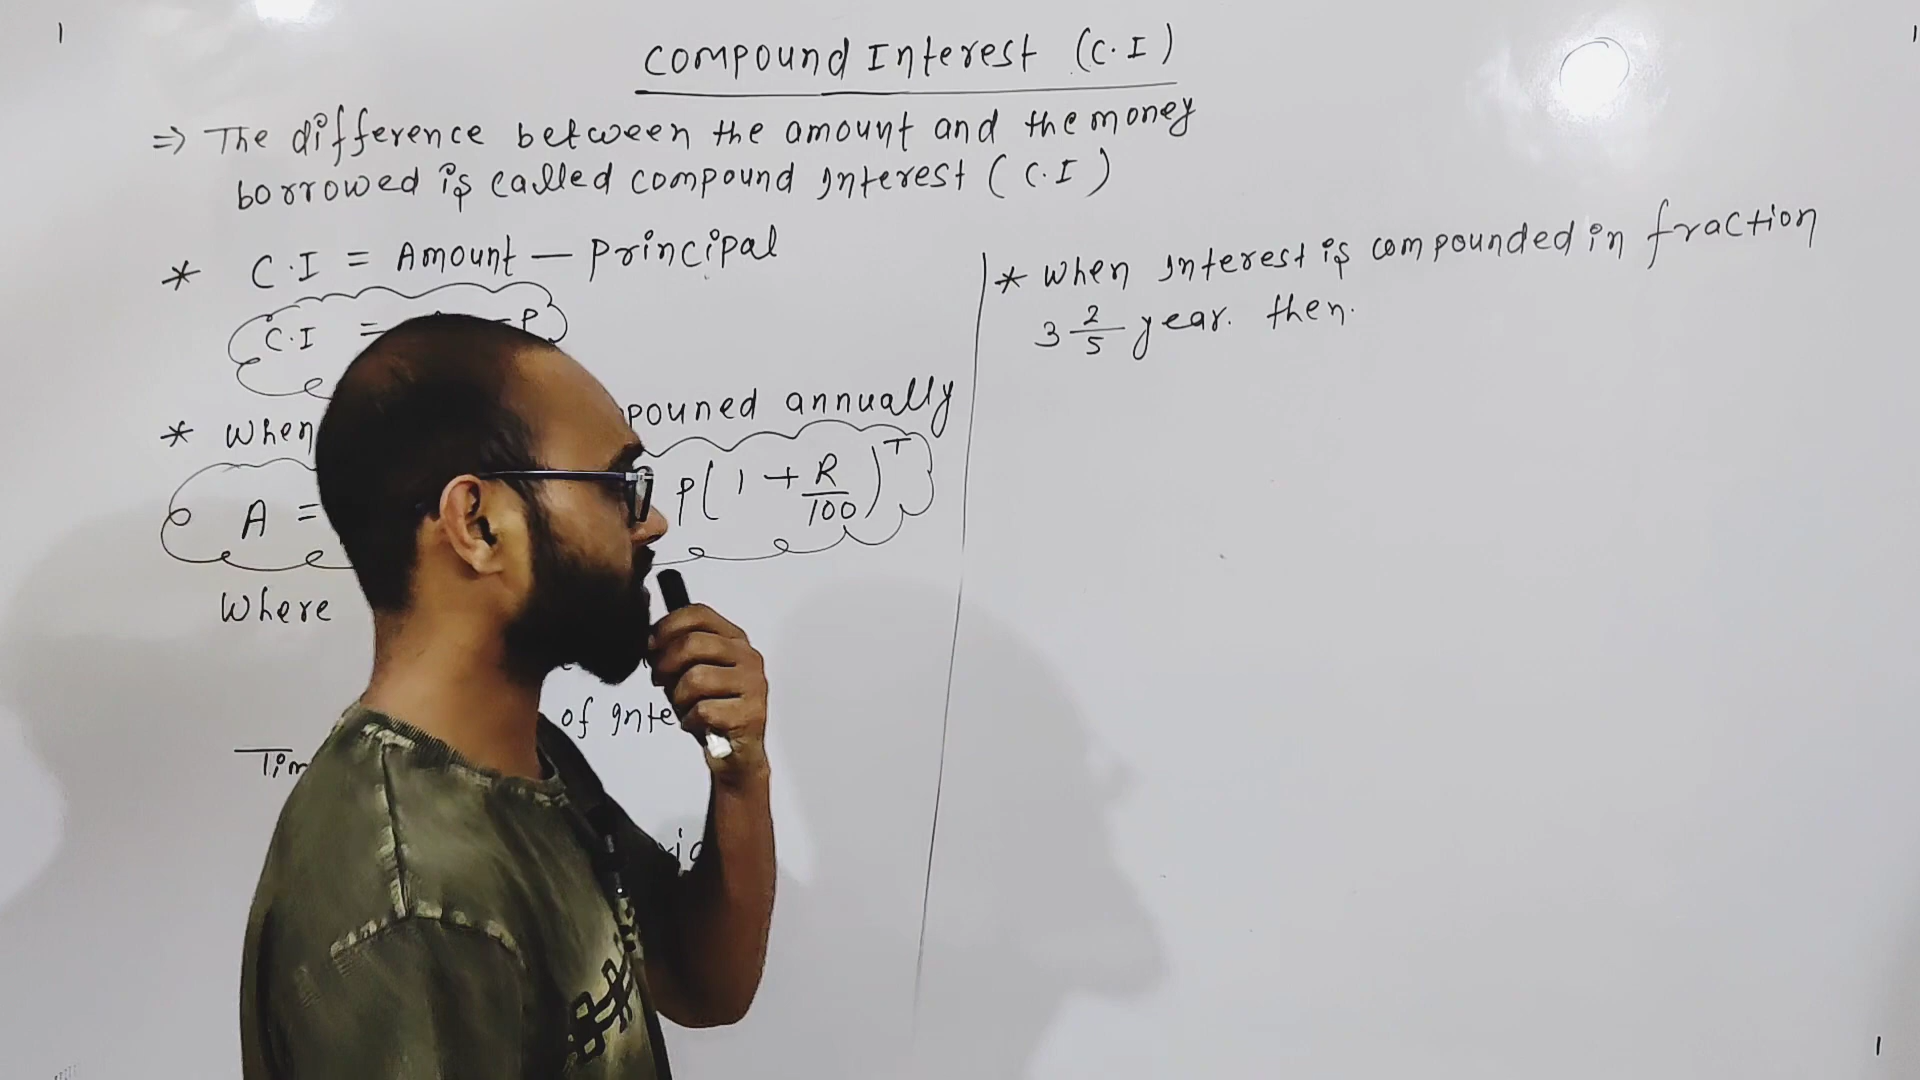 Compound Interest (C.I)
=> The difference between the amount and the money
borrowed is called compound Interest (C.I)
* C.I = Amount — Principal
C.I = P
* When pouned annually
A = P(1 + R/100)^T
Where
of Inte
Tim
* When Interest is compounded in fraction
3 2/5 year. then.